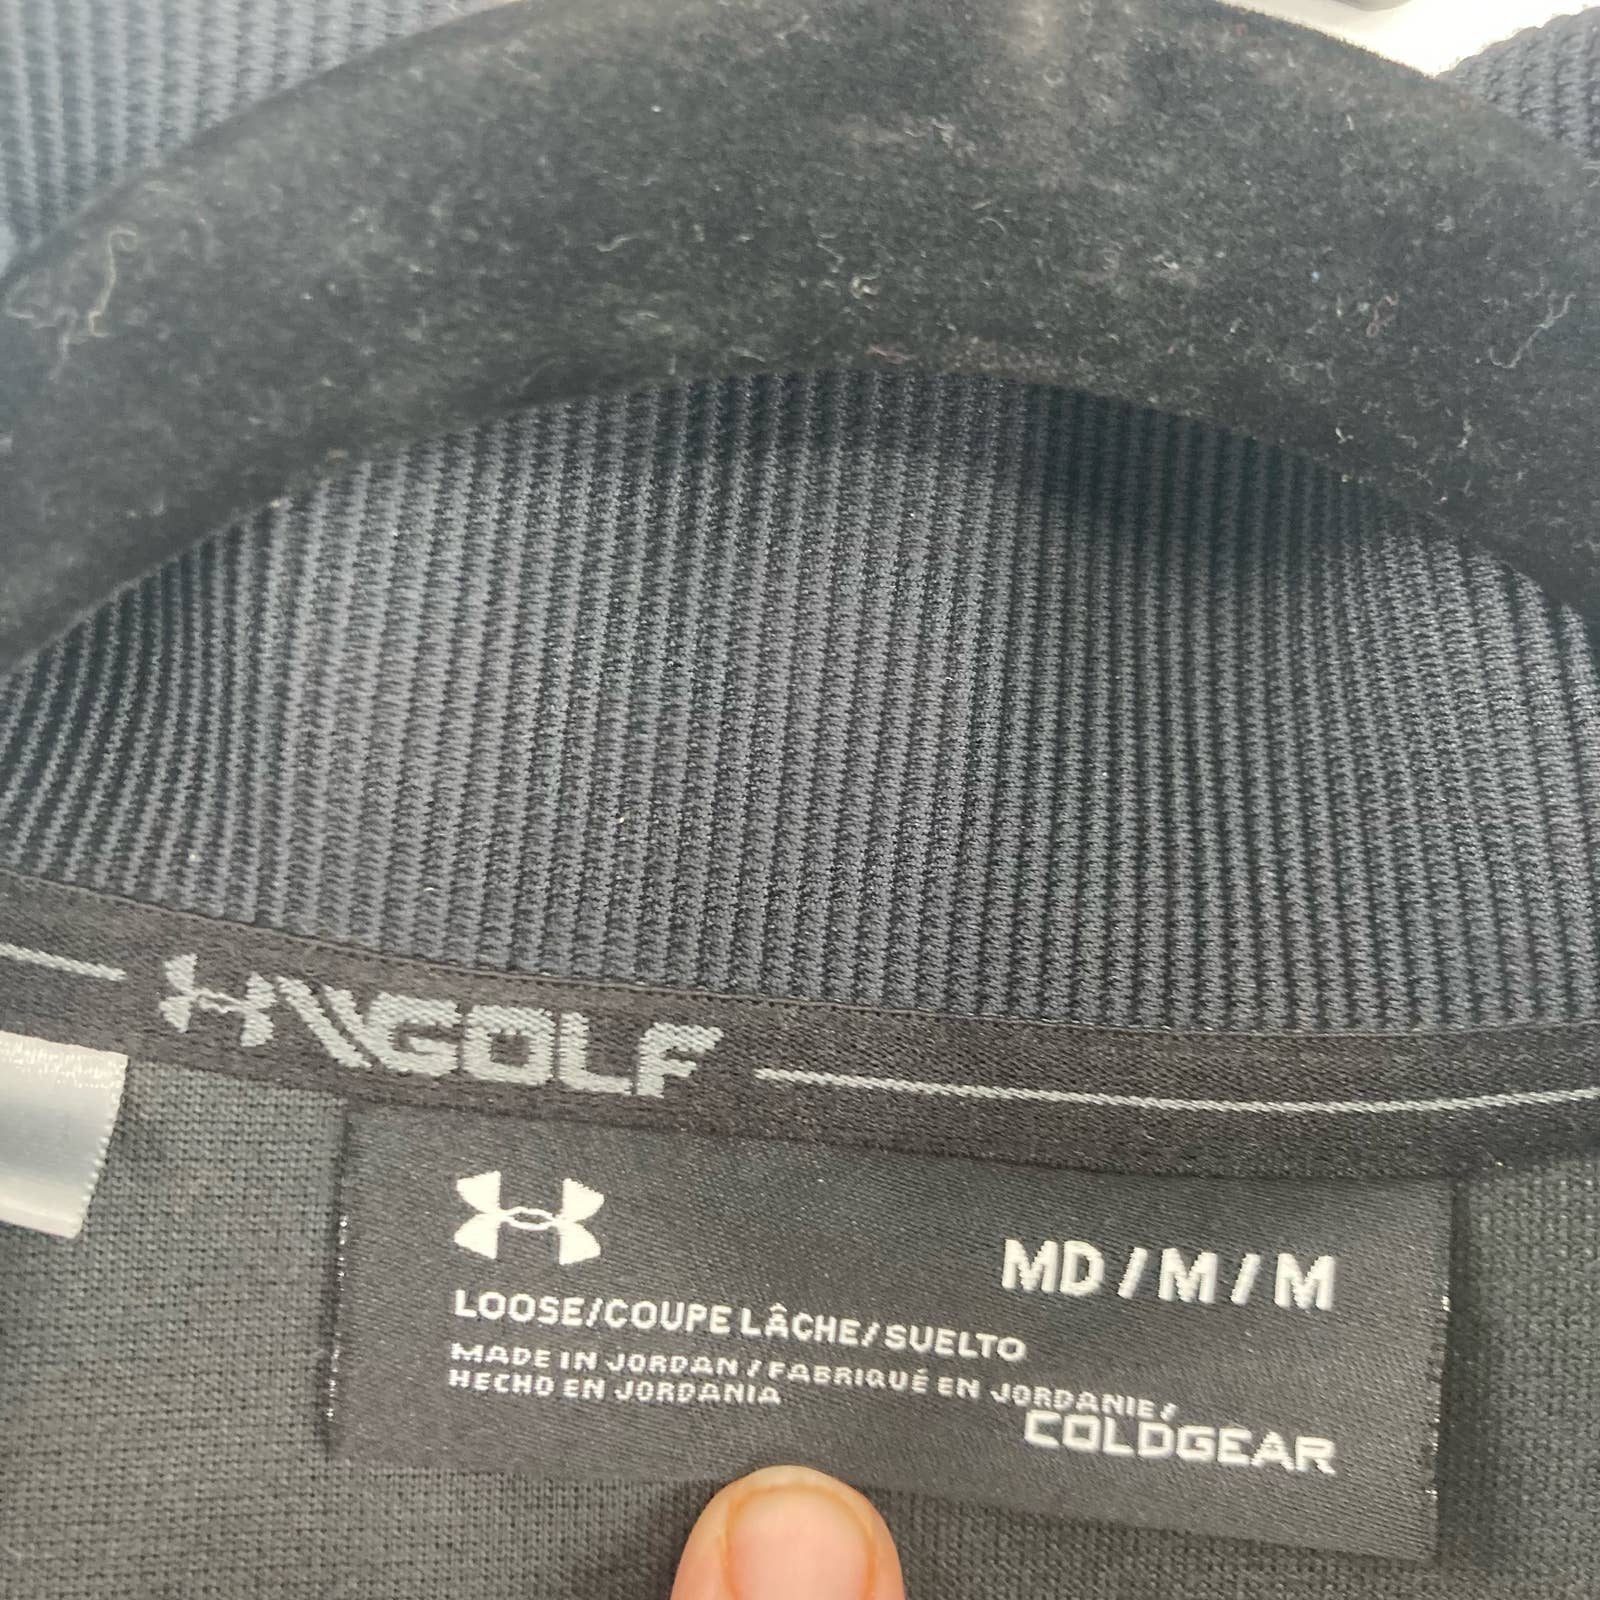 \\GOLF
MD / M / M
LOOSE/COUPE LÂCHE/SUELTO
MADE IN JORDAN / FABRIQUÉ EN JORDANIE /
HECHO EN JORDANIA
COLDGEAR